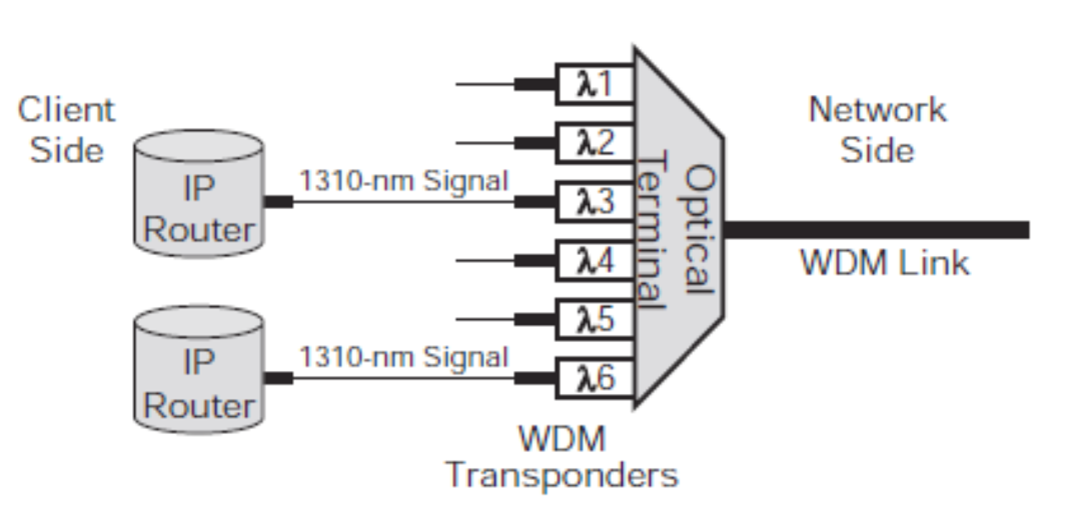 Client
Side
IP
Router
1310-nm Signal
IP
Router
1310-nm Signal
λ1
λ2
λ3
λ4
λ5
λ6
Optical
Terminal
WDM
Transponders
Network
Side
WDM Link